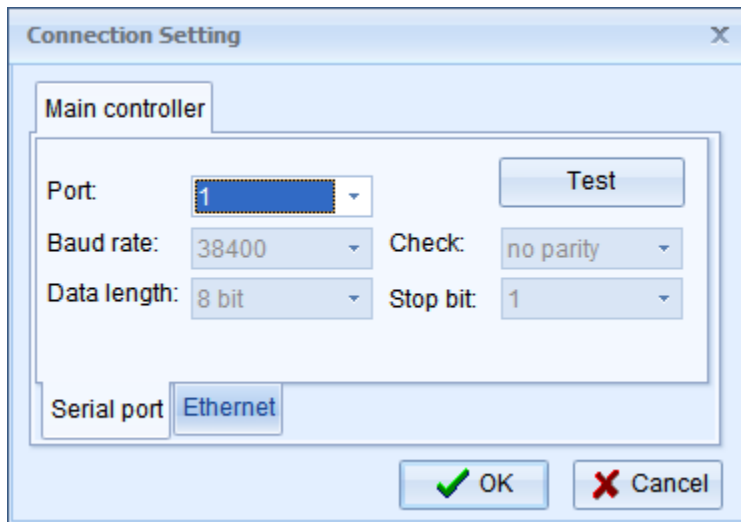 Connection Setting
Main controller
Port: 1 Test
Baud rate: 38400 Check: no parity
Data length: 8 bit Stop bit: 1
Serial port Ethernet
OK Cancel